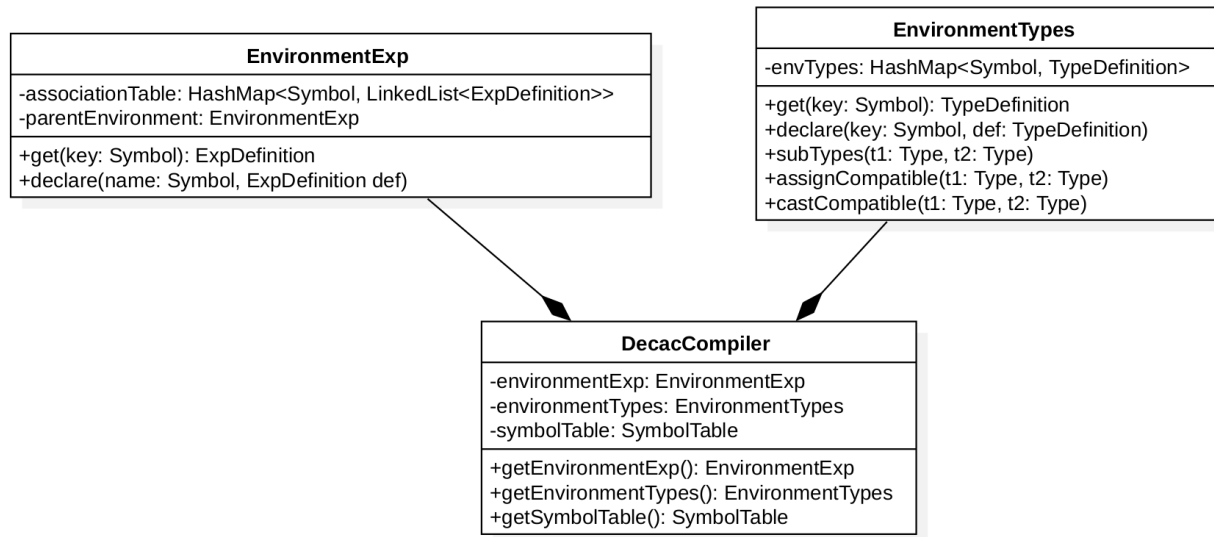 EnvironmentExp
-associationTable: HashMap<Symbol, LinkedList<ExpDefinition>>
-parentEnvironment: EnvironmentExp
+get(key: Symbol): ExpDefinition
+declare(name: Symbol, ExpDefinition def)
EnvironmentTypes
-envTypes: HashMap<Symbol, TypeDefinition>
+get(key: Symbol): TypeDefinition
+declare(key: Symbol, def: TypeDefinition)
+subTypes(t1: Type, t2: Type)
+assignCompatible(t1: Type, t2: Type)
+castCompatible(t1: Type, t2: Type)
DecacCompiler
-environmentExp: EnvironmentExp
-environmentTypes: EnvironmentTypes
-symbolTable: SymbolTable
+getEnvironmentExp(): EnvironmentExp
+getEnvironmentTypes(): EnvironmentTypes
+getSymbolTable(): SymbolTable